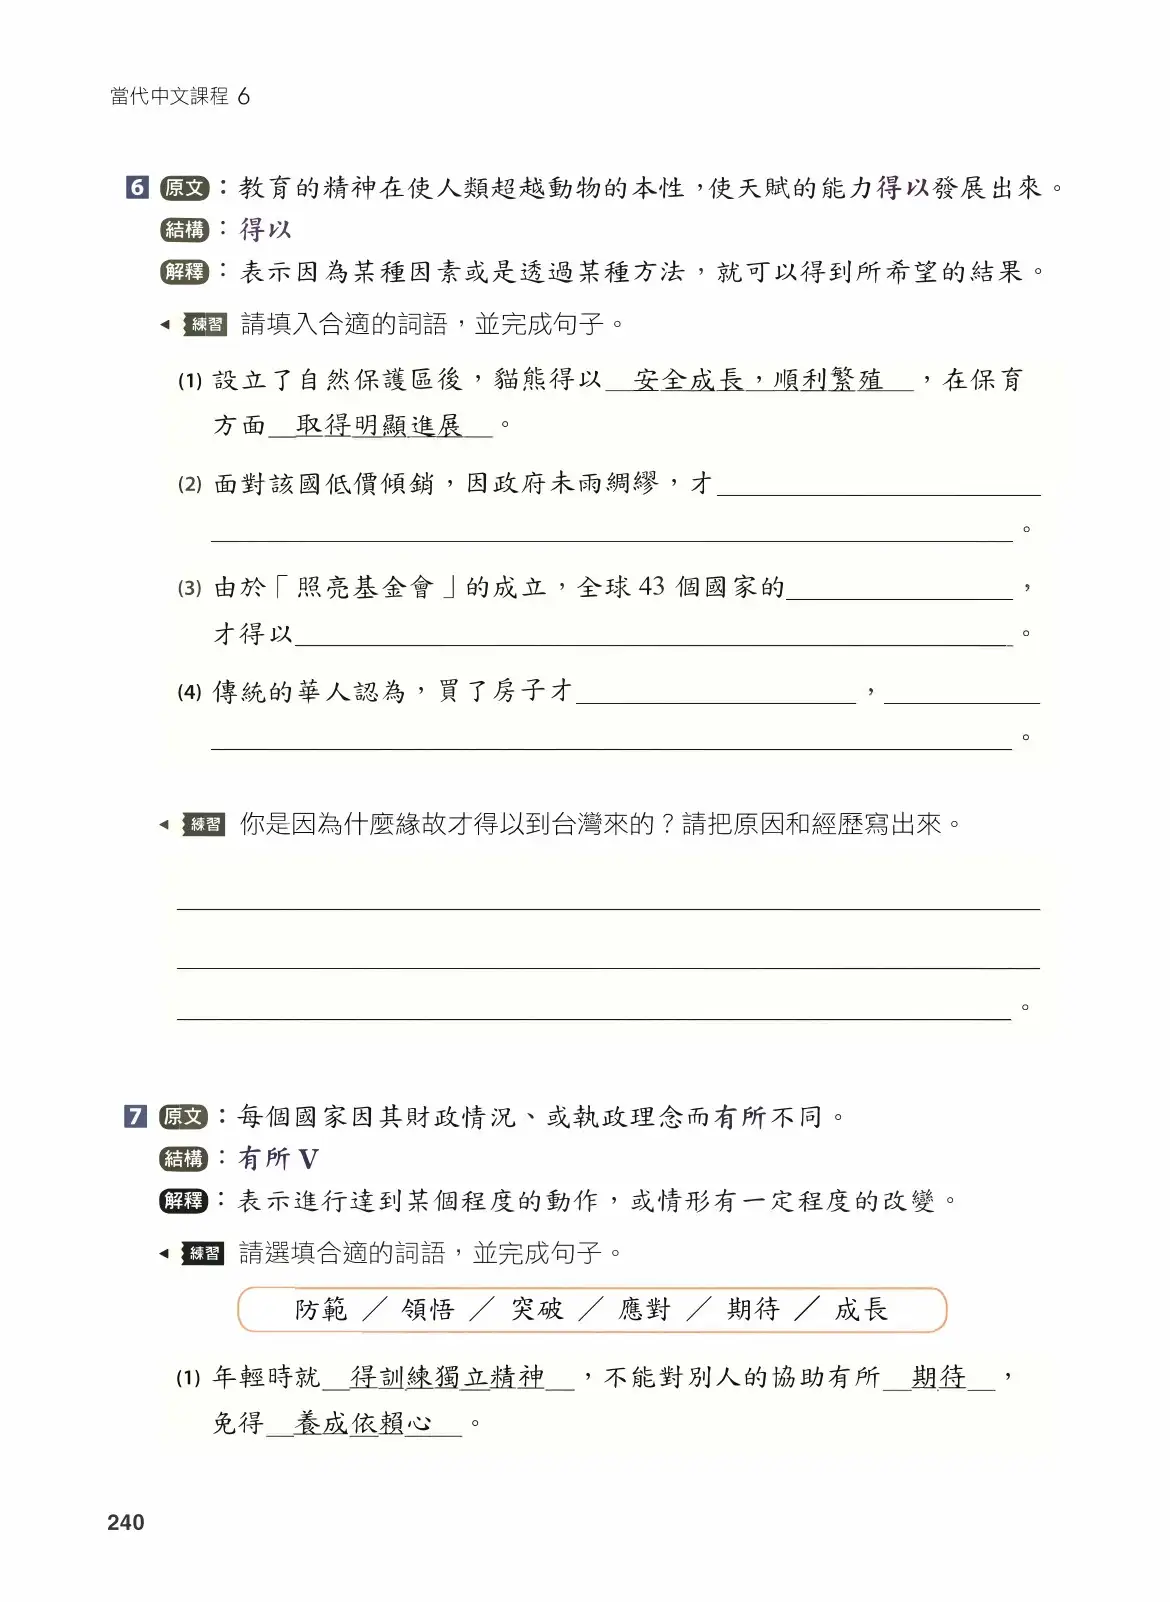 當代中文課程 6
6 原文：教育的精神在使人類超越動物的本性，使天賦的能力得以發展出來。
結構：得以
解釋：表示因為某種因素或是透過某種方法，就可以得到所希望的結果。
練習 請填入合適的詞語，並完成句子。
(1) 設立了自然保護區後，貓熊得以 安全成長，順利繁殖 ，在保育
方面 取得明顯進展 。
(2) 面對該國低價傾銷，因政府未雨綢繆，才
。
(3) 由於「照亮基金會」的成立，全球 43 個國家的 ，
才得以 。
(4) 傳統的華人認為，買了房子才 ，
。
練習 你是因為什麼緣故才得以到台灣來的？請把原因和經歷寫出來。
。
7 原文：每個國家因其財政情況、或執政理念而有所不同。
結構：有所 V
解釋：表示進行達到某個程度的動作，或情形有一定程度的改變。
練習 請選填合適的詞語，並完成句子。
防範 ／ 領悟 ／ 突破 ／ 應對 ／ 期待 ／ 成長
(1) 年輕時就 得訓練獨立精神 ，不能對別人的協助有所 期待 ，
免得 養成依賴心 。
240